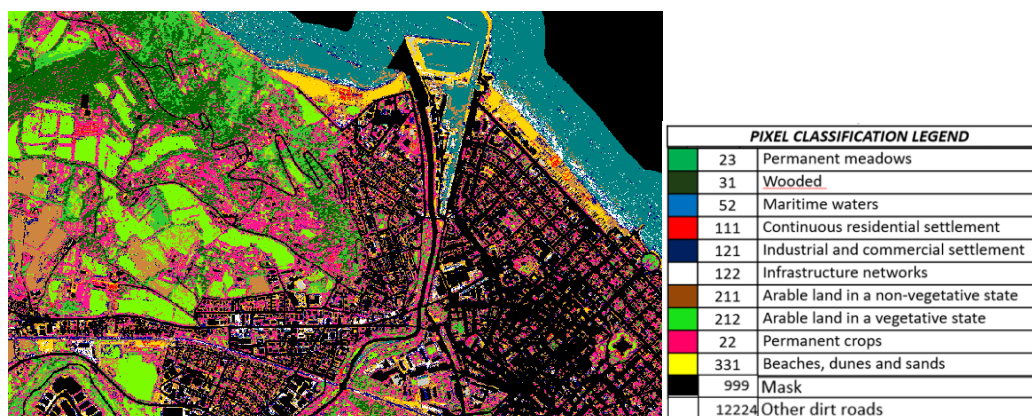 PIXEL CLASSIFICATION LEGEND
23 Permanent meadows
31 Wooded
52 Maritime waters
111 Continuous residential settlement
121 Industrial and commercial settlement
122 Infrastructure networks
211 Arable land in a non-vegetative state
212 Arable land in a vegetative state
22 Permanent crops
331 Beaches, dunes and sands
999 Mask
12224 Other dirt roads